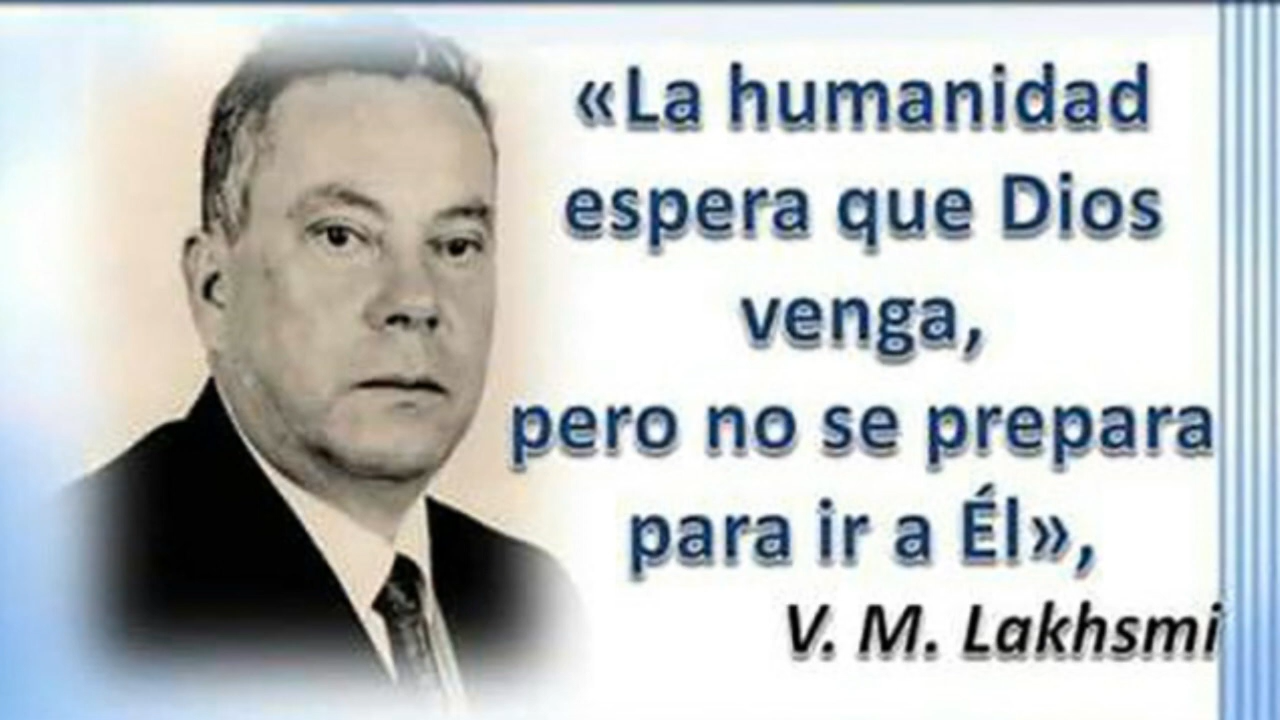 «La humanidad
espera que Dios
venga,
pero no se prepara
para ir a Él»,
V. M. Lakhsmi